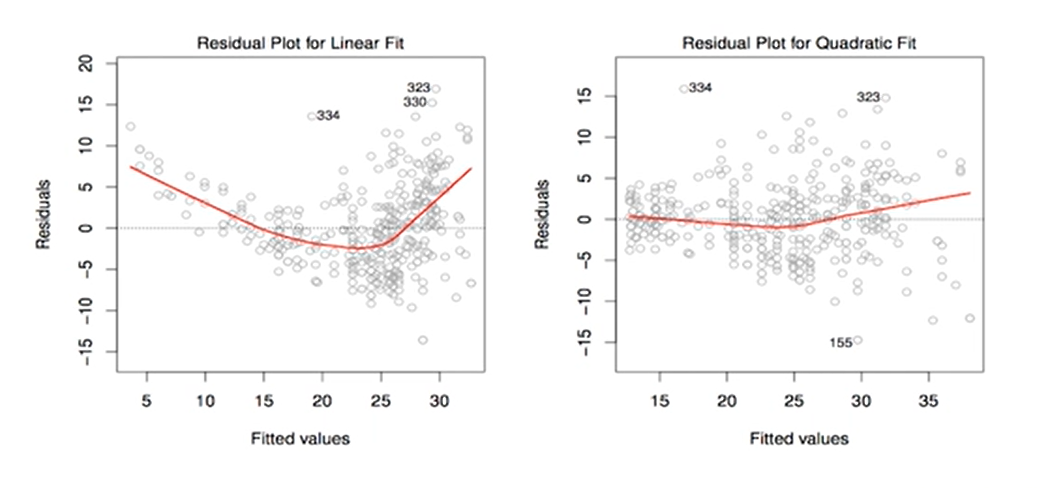 Residual Plot for Linear Fit
20
15
10
5
0
−5
−10
−15
Residuals
323
330
334
5 10 15 20 25 30
Fitted values
Residual Plot for Quadratic Fit
15
10
5
0
−5
−10
−15
Residuals
334
323
155
15 20 25 30 35
Fitted values